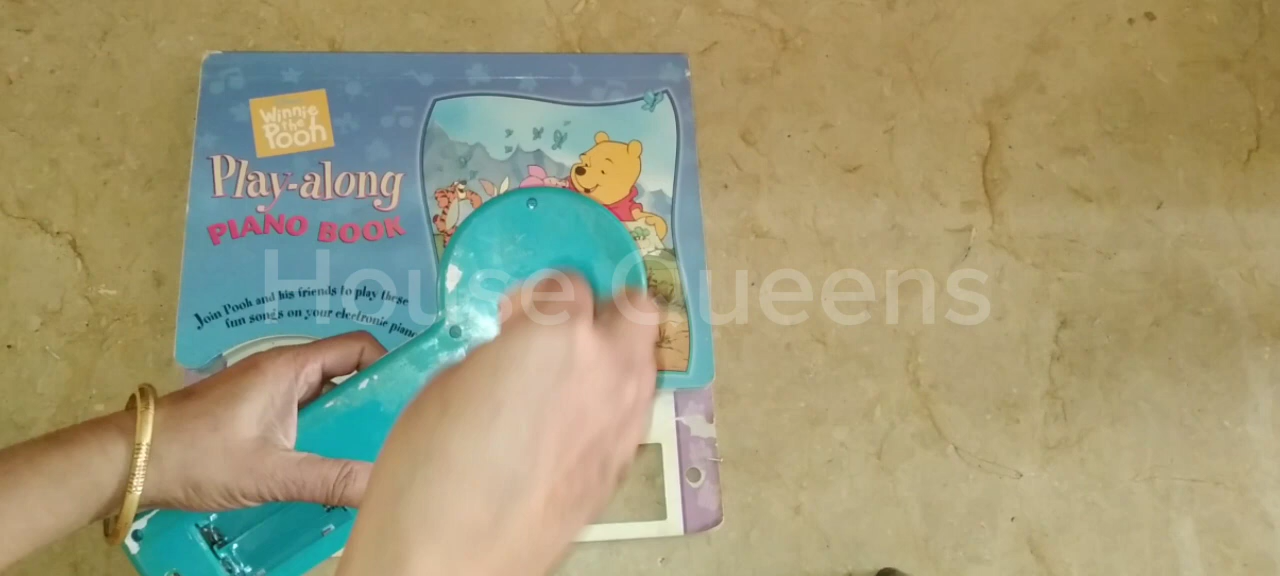 Winnie
the
Pooh
Play-along
PIANO BOOK
Join Pooh and his friends to play these
fun songs on your electronic piano
House Queens